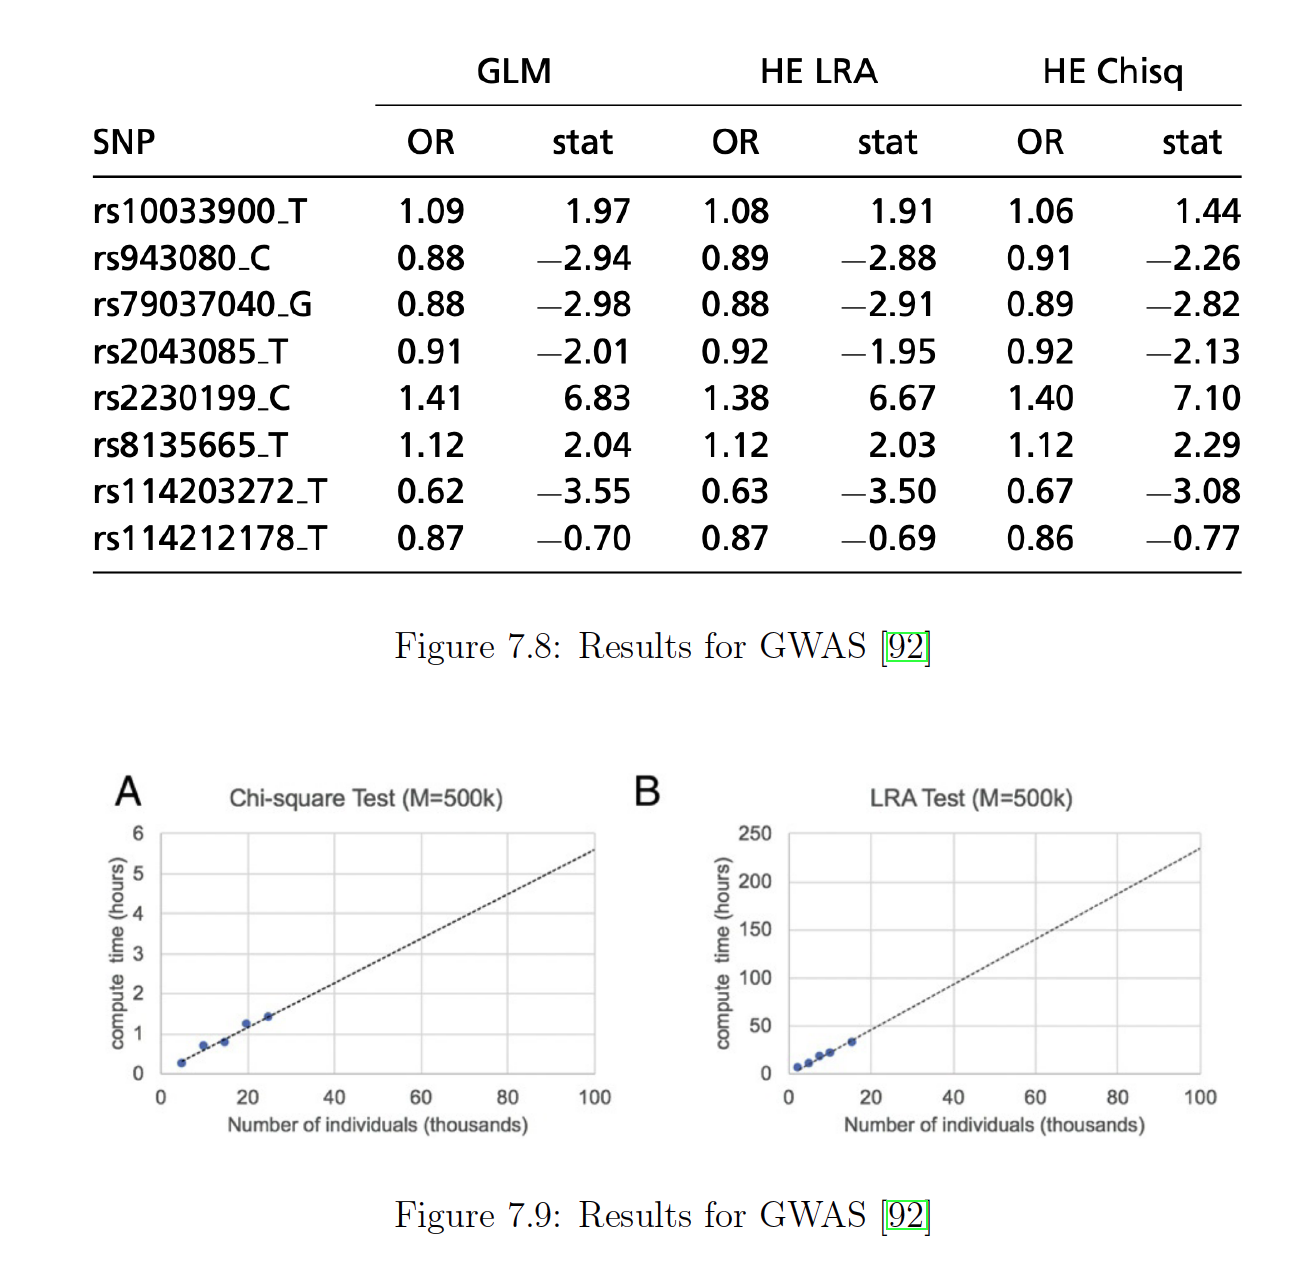 GLM HE LRA HE Chisq
SNP OR stat OR stat OR stat
rs10033900_T 1.09 1.97 1.08 1.91 1.06 1.44
rs943080_C 0.88 −2.94 0.89 −2.88 0.91 −2.26
rs79037040_G 0.88 −2.98 0.88 −2.91 0.89 −2.82
rs2043085_T 0.91 −2.01 0.92 −1.95 0.92 −2.13
rs2230199_C 1.41 6.83 1.38 6.67 1.40 7.10
rs8135665_T 1.12 2.04 1.12 2.03 1.12 2.29
rs114203272_T 0.62 −3.55 0.63 −3.50 0.67 −3.08
rs114212178_T 0.87 −0.70 0.87 −0.69 0.86 −0.77
Figure 7.8: Results for GWAS [92]
A
Chi-square Test (M=500k)
compute time (hours)
6
5
4
3
2
1
0
0 20 40 60 80 100
Number of individuals (thousands)
B
LRA Test (M=500k)
compute time (hours)
250
200
150
100
50
0
0 20 40 60 80 100
Number of individuals (thousands)
Figure 7.9: Results for GWAS [92]